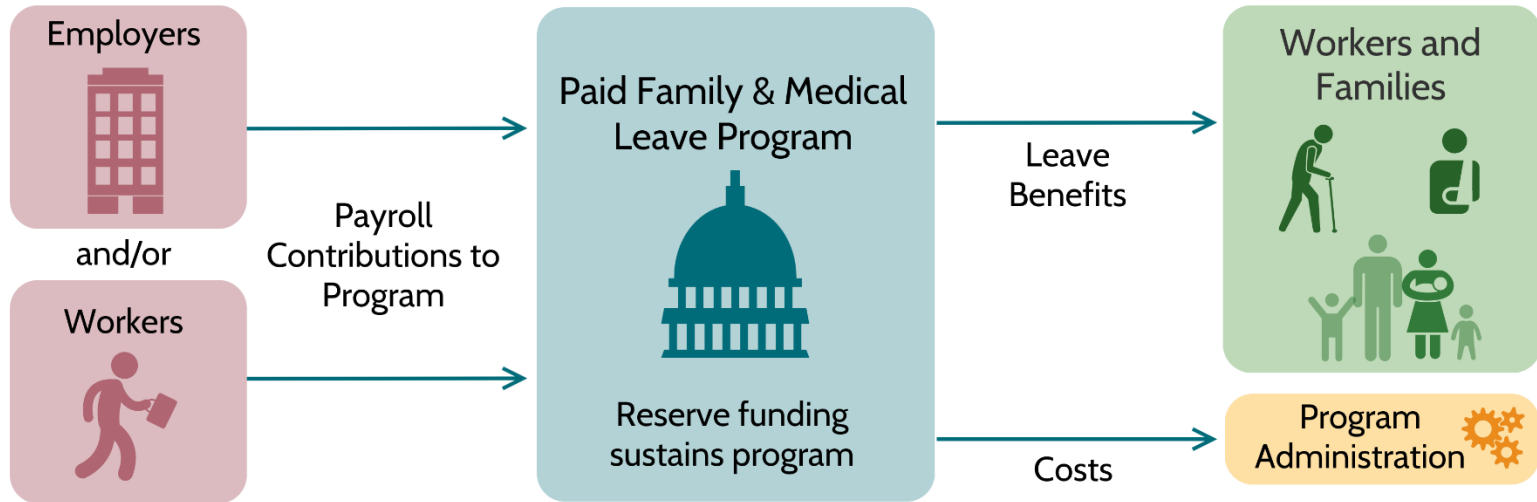 Employers
and/or
Workers
Payroll
Contributions to
Program
Paid Family & Medical
Leave Program
Reserve funding
sustains program
Leave
Benefits
Costs
Workers and
Families
Program
Administration